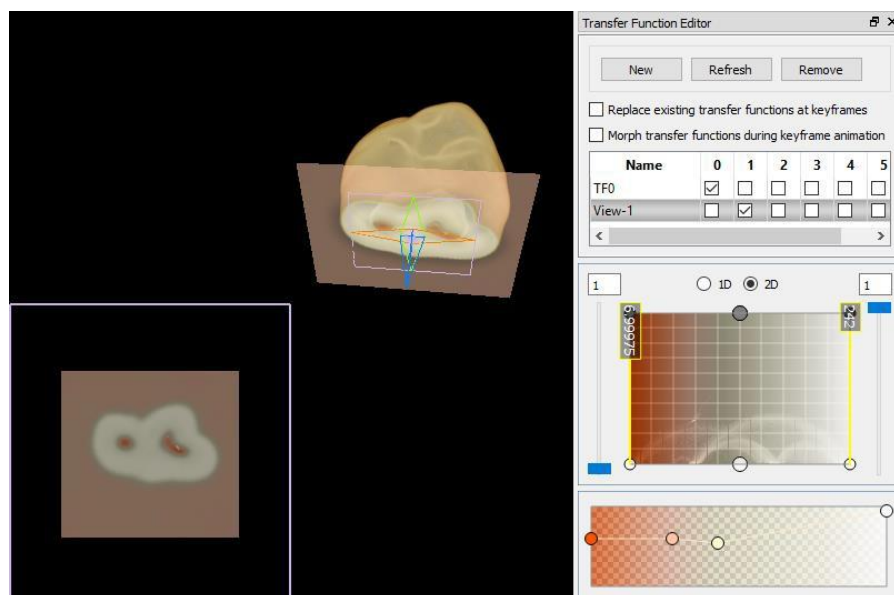 Transfer Function Editor
New Refresh Remove
Replace existing transfer functions at keyframes
Morph transfer functions during keyframe animation
Name 0 1 2 3 4 5
TF0
View-1
1 1D 2D 1
6.99975 242